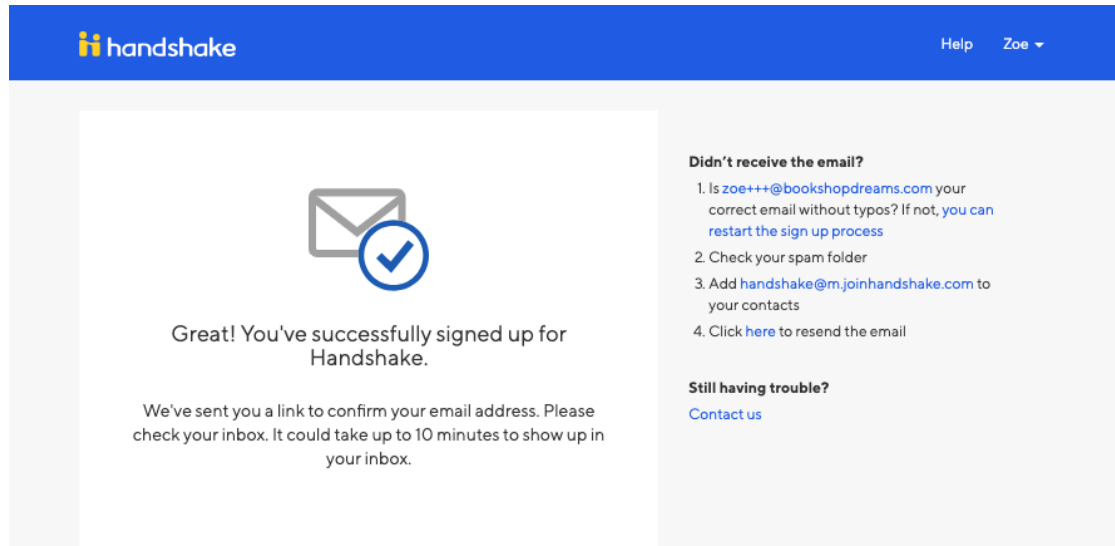 handshake
Help
Zoe
Great! You've successfully signed up for
Handshake.
We've sent you a link to confirm your email address. Please
check your inbox. It could take up to 10 minutes to show up in
your inbox.
Didn't receive the email?
1. Is zoe+++@bookshopdreams.com your
correct email without typos? If not, you can
restart the sign up process
2. Check your spam folder
3. Add handshake@m.joinhandshake.com to
your contacts
4. Click here to resend the email
Still having trouble?
Contact us